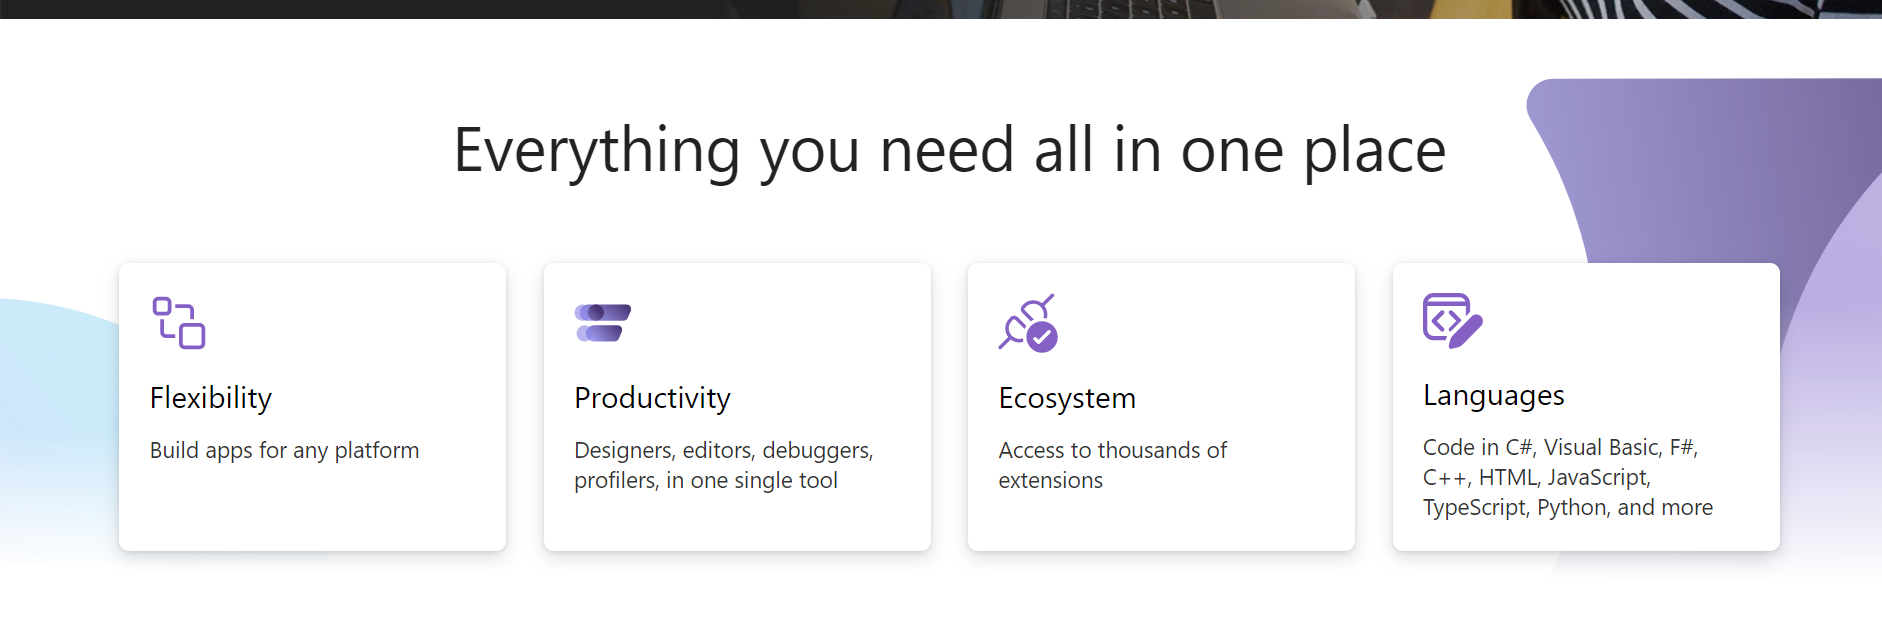 Everything you need all in one place
Flexibility
Build apps for any platform
Productivity
Designers, editors, debuggers,
profilers, in one single tool
Ecosystem
Access to thousands of
extensions
Languages
Code in C#, Visual Basic, F#,
C++, HTML, JavaScript,
TypeScript, Python, and more